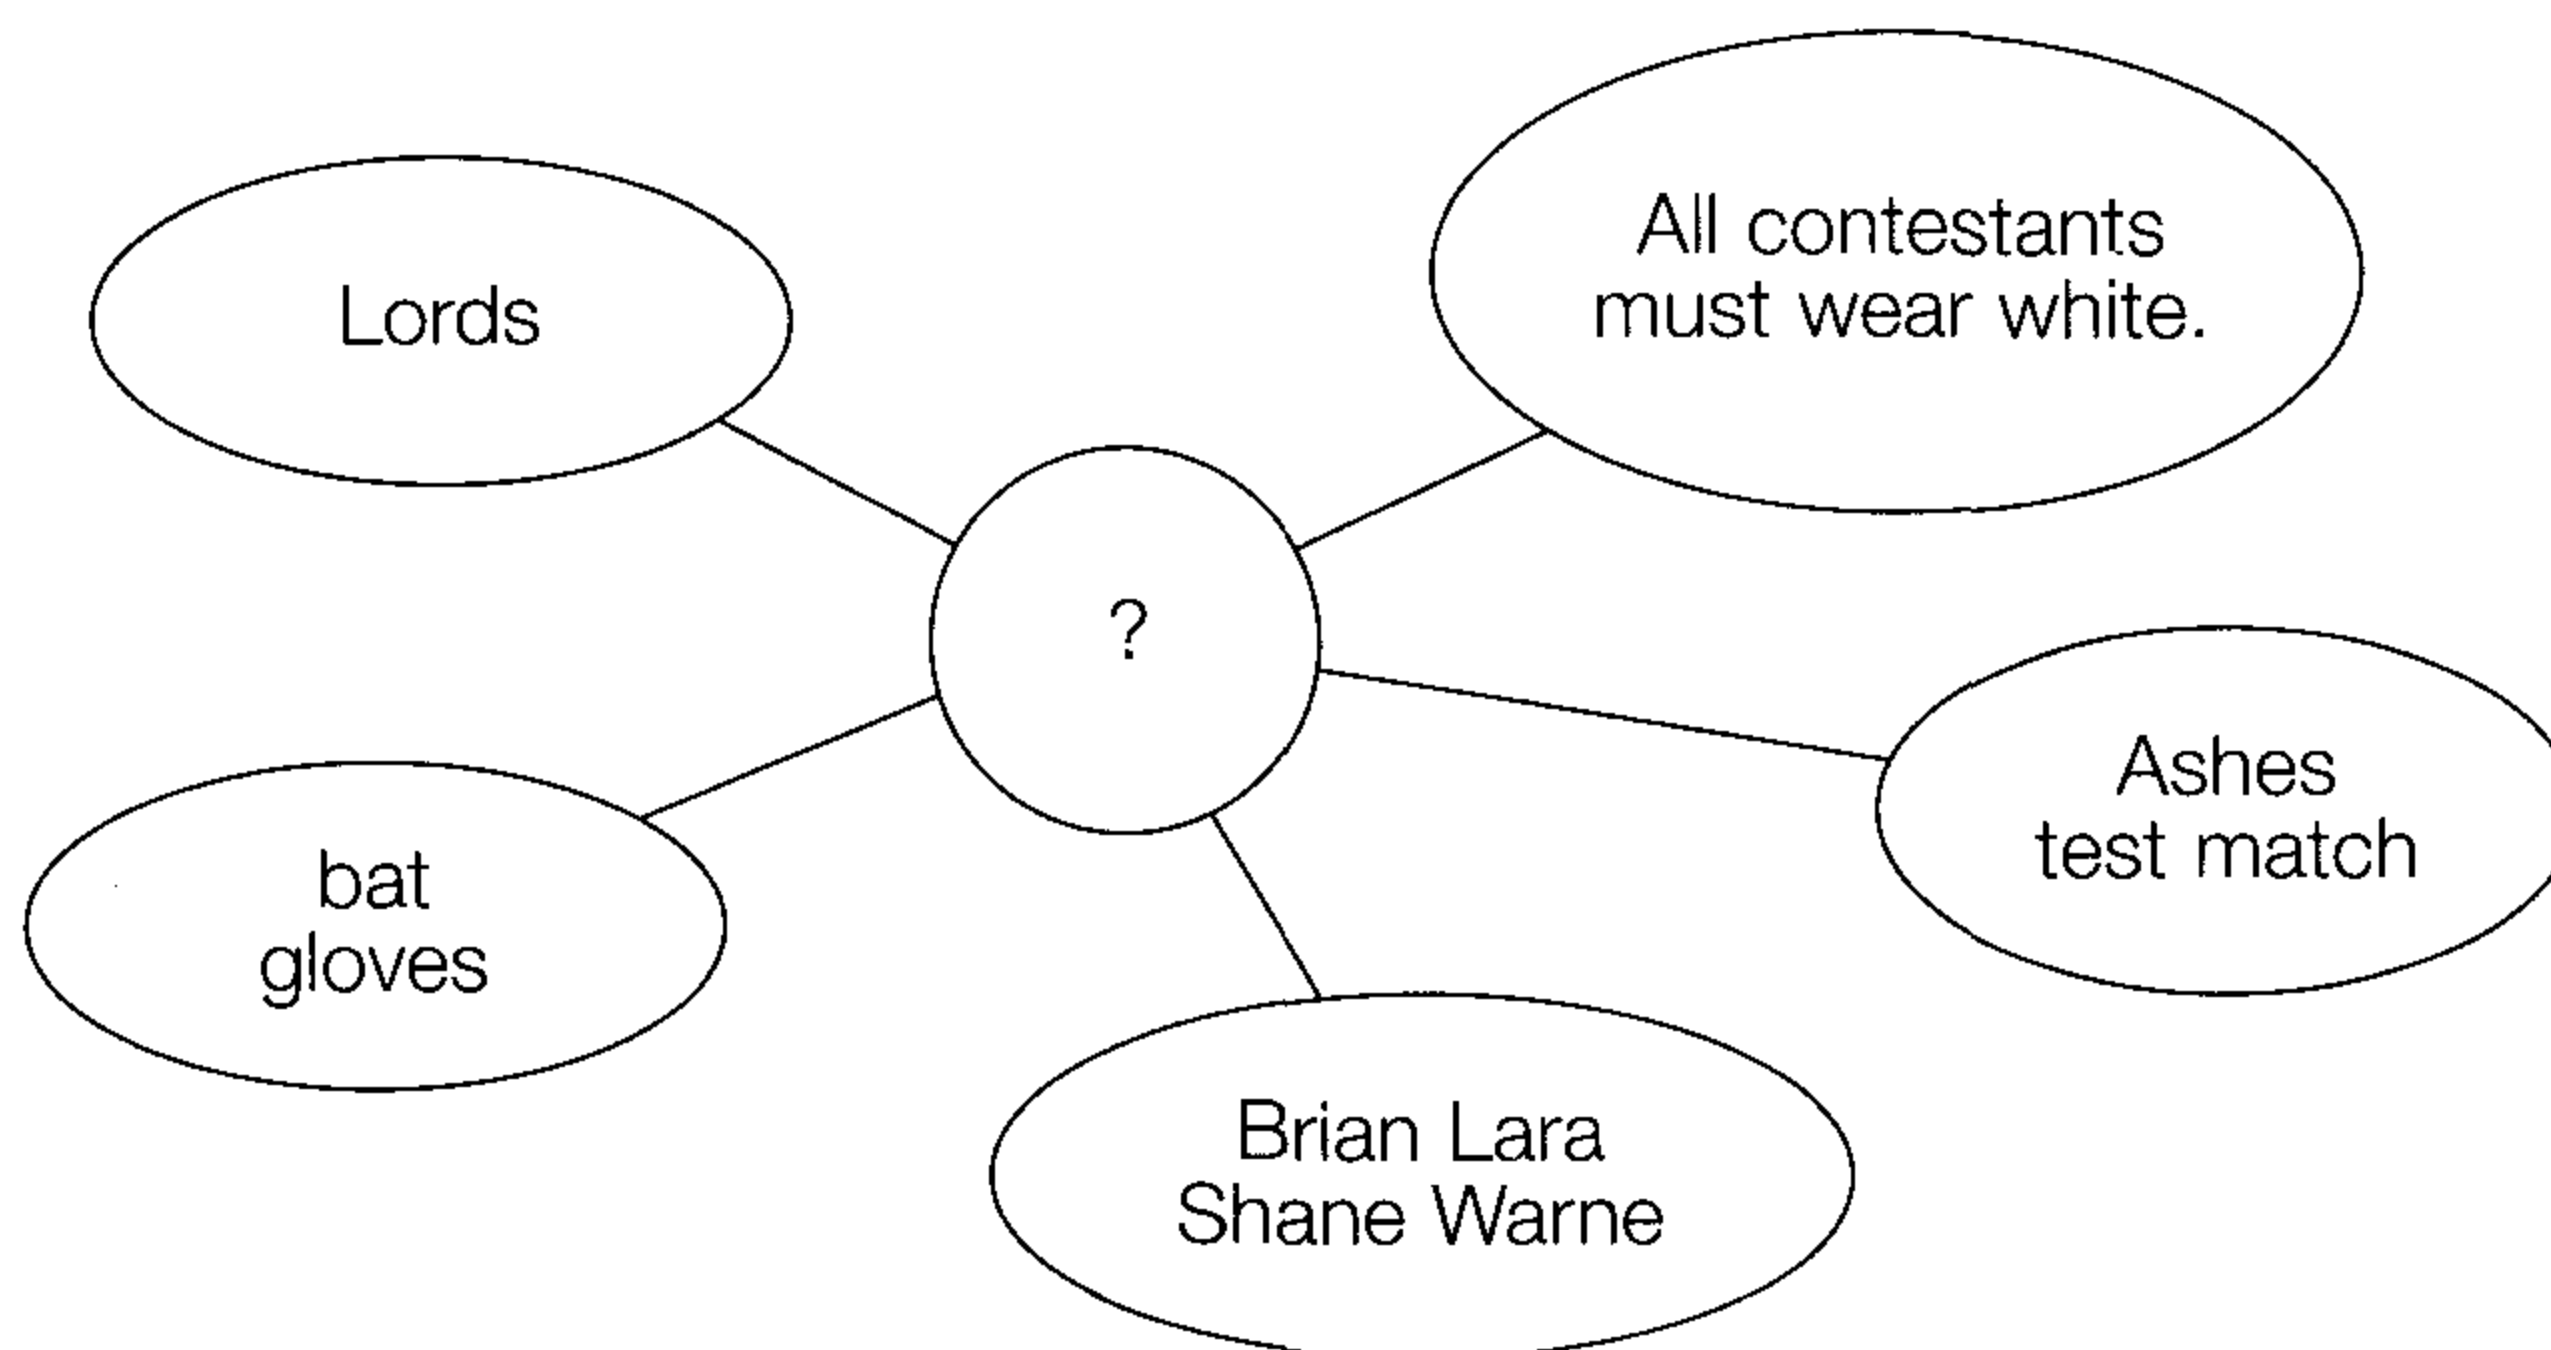 Lords
All contestants
must wear white.
?
Ashes
test match
bat
gloves
Brian Lara
Shane Warne